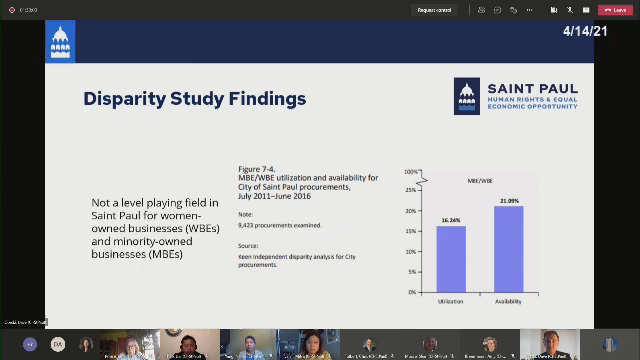 Request control
Leave
4/14/21
Disparity Study Findings
SAINT PAUL
HUMAN RIGHTS & EQUAL
ECONOMIC OPPORTUNITY
Not a level playing field in
Saint Paul for women-
owned businesses (WBEs)
and minority-owned
businesses (MBEs)
Figure 7-4.
MBE/WBE utilization and availability for
City of Saint Paul procurements,
July 2011–June 2016
Note:
9,423 procurements examined.
Source:
Keen Independent disparity analysis for City
procurements.
MBE/WBE
100%
25%
20%
15%
10%
5%
0%
16.24%
21.09%
Utilization
Availability
DA